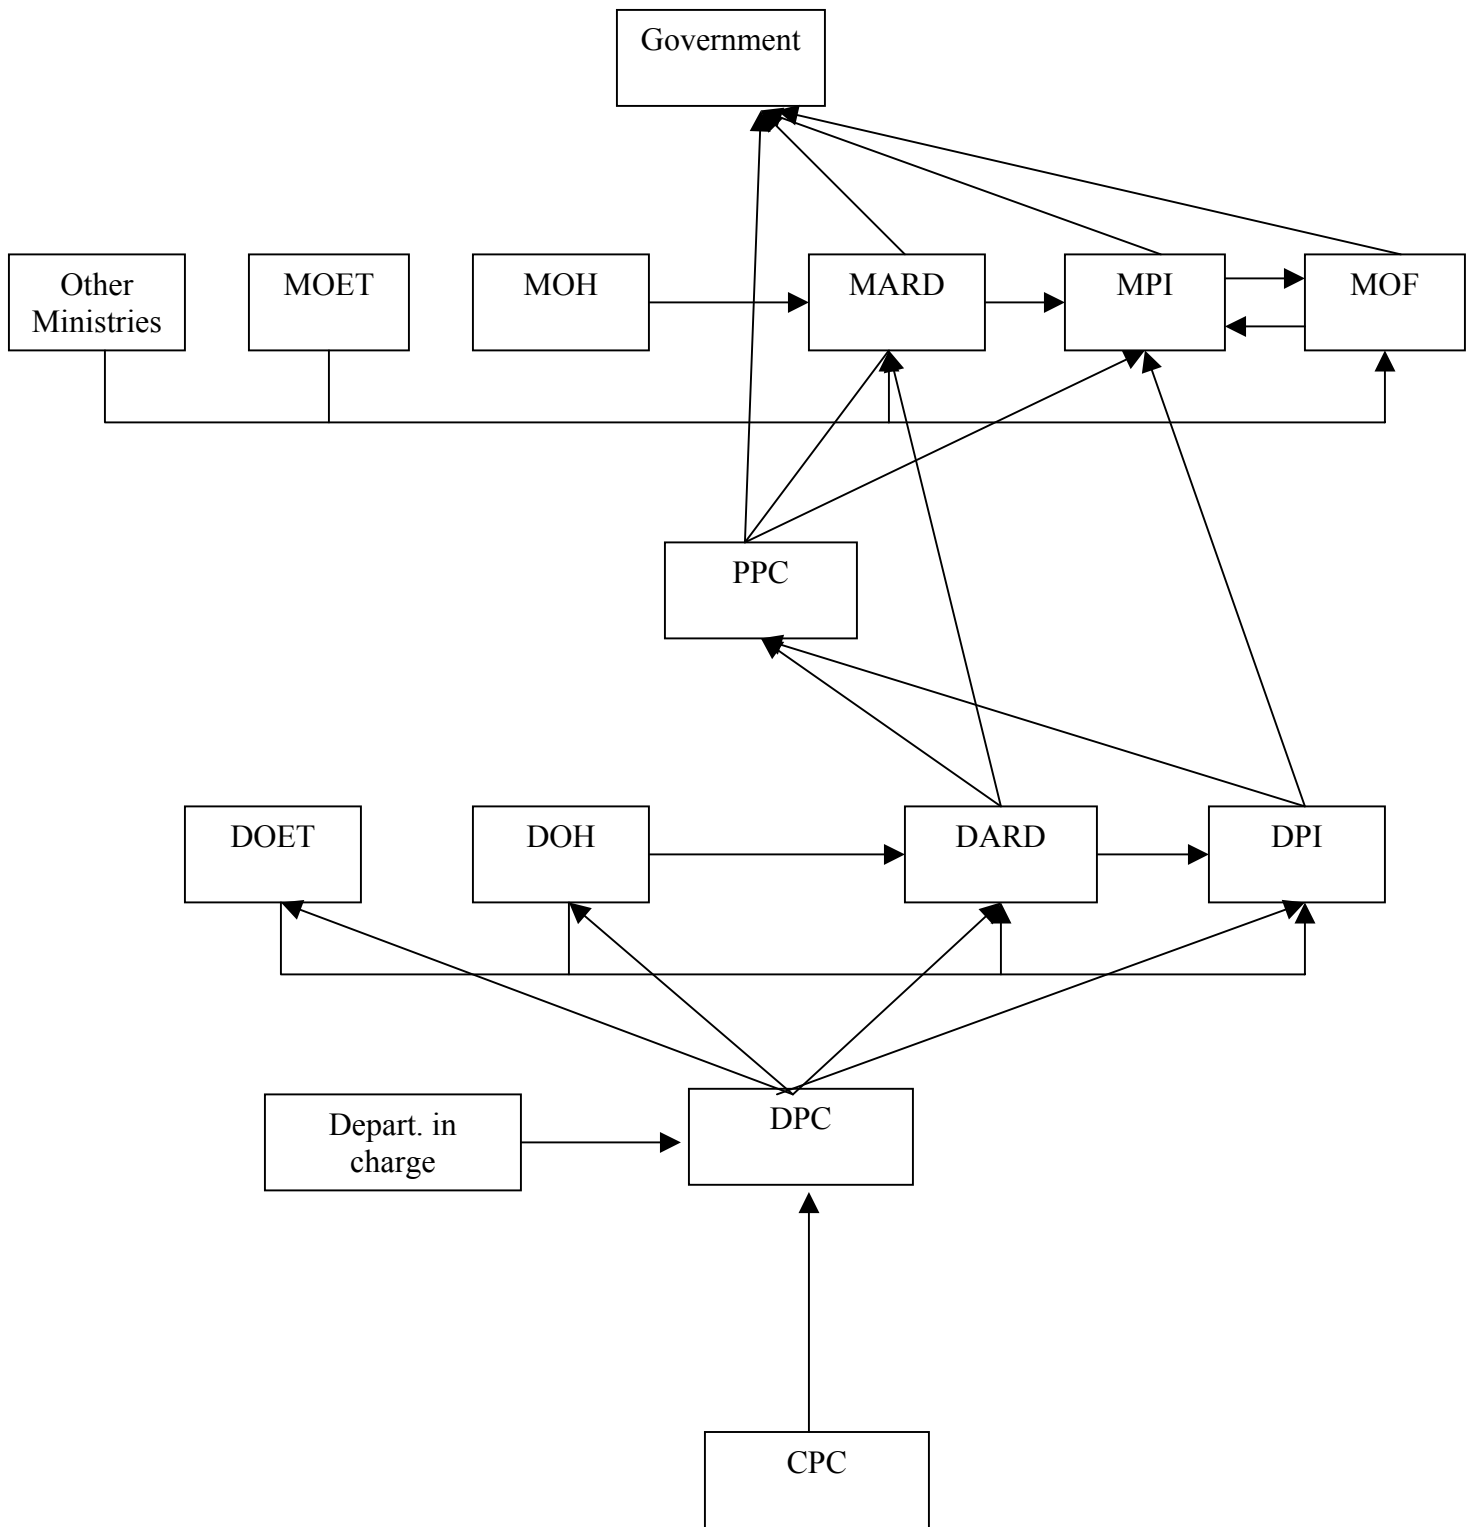 Government
Other
Ministries
MOET
MOH
MARD
MPI
MOF
PPC
DOET
DOH
DARD
DPI
Depart. in
charge
DPC
CPC